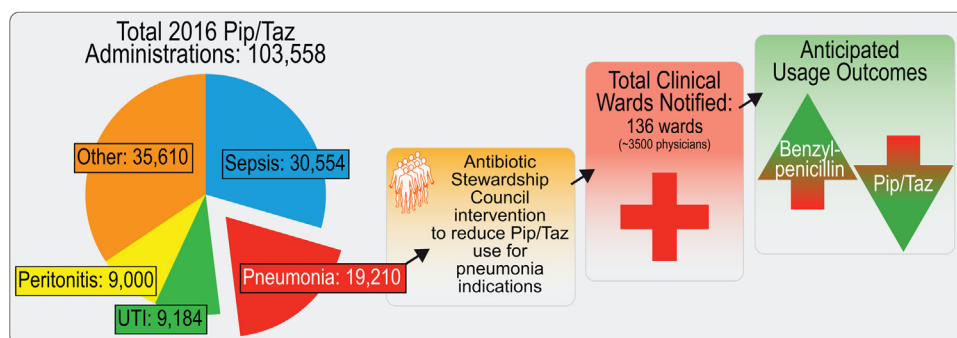 Total 2016 Pip/Taz
Administrations: 103,558
Other: 35,610
Sepsis: 30,554
Peritonitis: 9,000
UTI: 9,184
Pneumonia: 19,210
Antibiotic
Stewardship
Council
intervention
to reduce Pip/Taz
use for
pneumonia
indications
Total Clinical
Wards Notified:
136 wards
(~3500 physicians)
Anticipated
Usage Outcomes
Benzyl-
penicillin
Pip/Taz